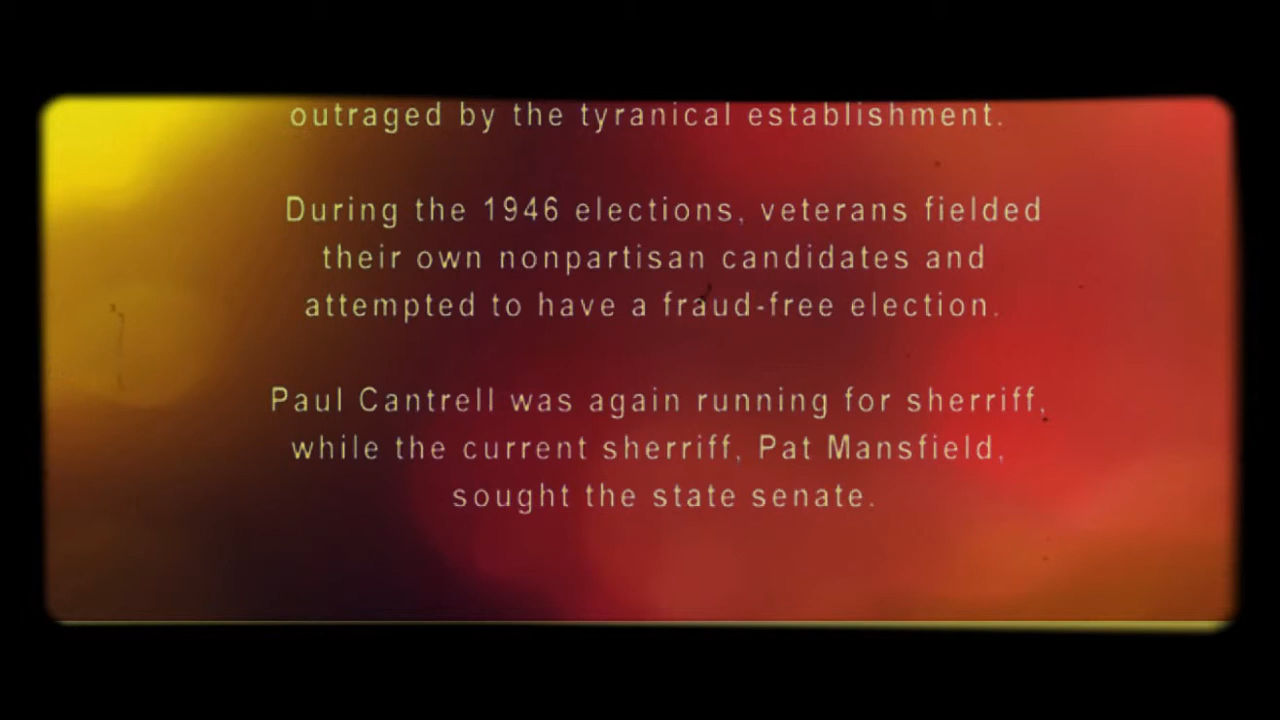 outraged by the tyranical establishment.
During the 1946 elections, veterans fielded
their own nonpartisan candidates and
attempted to have a fraud-free election.
Paul Cantrell was again running for sherriff,
while the current sherriff, Pat Mansfield,
sought the state senate.